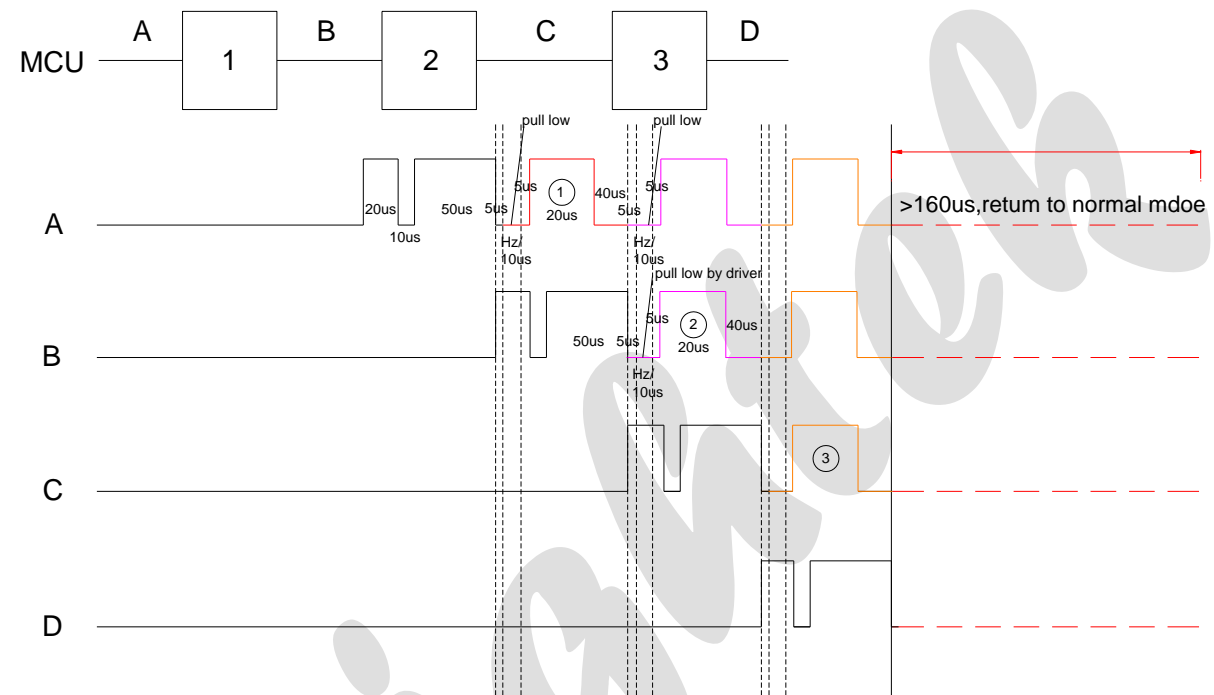 A B C D
MCU 1 2 3
pull low pull low
A 20us 10us 50us 5us 5us 1 20us 40us 5us 5us >160us,return to normal mdoe
Hz/
10us
Hz/
10us
pull low by driver
B 50us 5us 5us 2 20us 40us
Hz/
10us
C 3
D
ightek